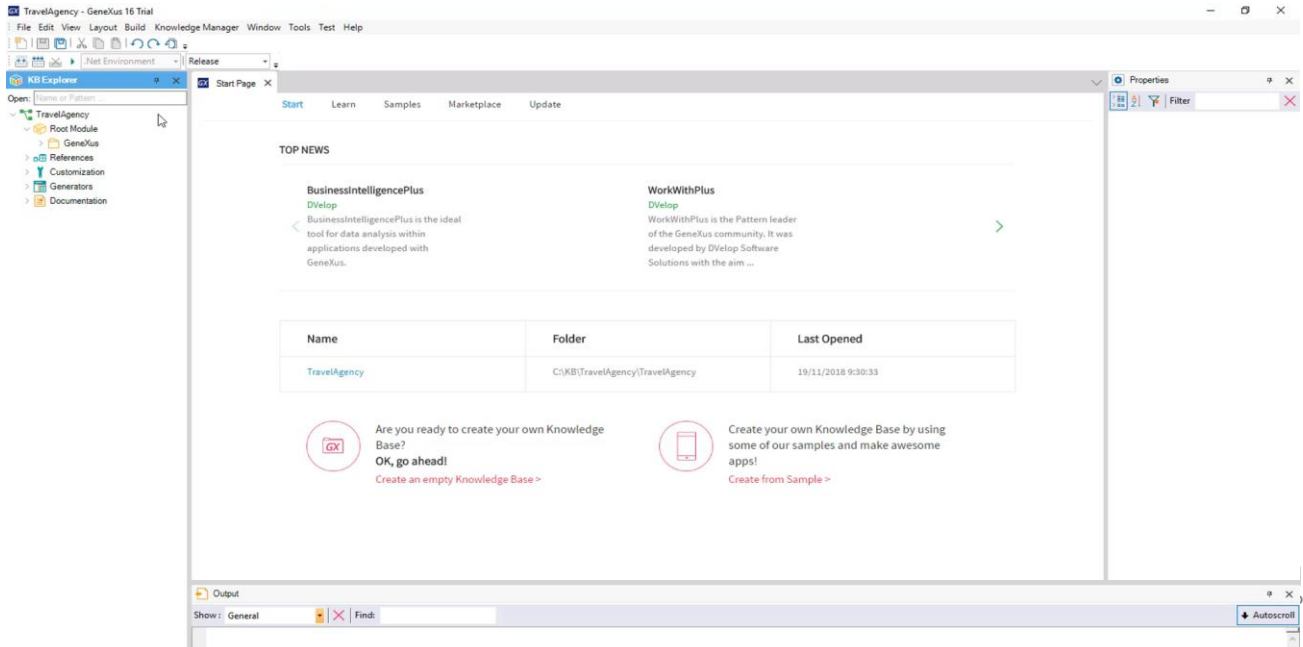 TravelAgency - GeneXus 16 Trial
File Edit View Layout Build Knowledge Manager Window Tools Test Help
.Net Environment Release
KB Explorer
Open: Name or Pattern ...
TravelAgency
Root Module
GeneXus
References
Customization
Generators
Documentation
Start Page
Start Learn Samples Marketplace Update
TOP NEWS
BusinessIntelligencePlus
DVelop
BusinessIntelligencePlus is the ideal
tool for data analysis within
applications developed with
GeneXus.
WorkWithPlus
DVelop
WorkWithPlus is the Pattern leader
of the GeneXus community. It was
developed by DVelop Software
Solutions with the aim ...
Name Folder Last Opened
TravelAgency C:\KB\TravelAgency\TravelAgency 19/11/2018 9:30:33
GX
Are you ready to create your own Knowledge
Base?
OK, go ahead!
Create an empty Knowledge Base >
Create your own Knowledge Base by using
some of our samples and make awesome
apps!
Create from Sample >
Properties
Filter
Output
Show: General Find: Autoscroll